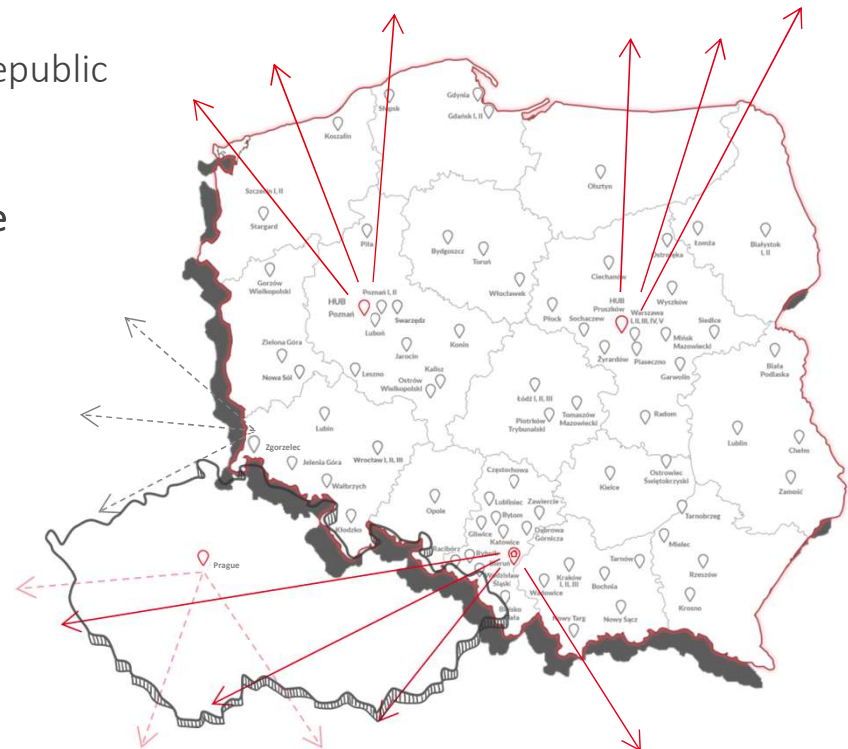 epublic
e
Słupsk
Gdynia
Gdańsk I, II
Koszalin
Olsztyn
Szczecin I, II
Stargard
Piła
Bydgoszcz
Toruń
Włocławek
Ostrołęka
Łomża
Białystok
I, II
Ciechanów
Wyszków
Gorzów
Wielkopolski
Poznań I, II
HUB
Poznań
Swarzędz
Luboń
Płock
Sochaczew
HUB
Pruszków
Warszawa
I, II, III, IV, V
Siedlce
Mińsk
Mazowiecki
Żyrardów
Piaseczno
Garwolin
Biała
Podlaska
Zielona Góra
Nowa Sól
Jarocin
Konin
Leszno
Kalisz
Ostrów
Wielkopolski
Łódź I, II, III
Piotrków
Trybunalski
Tomaszów
Mazowiecki
Radom
Lublin
Chełm
Zamość
Lubin
Zgorzelec
Jelenia Góra
Wrocław I, II, III
Wałbrzych
Kłodzko
Opole
Częstochowa
Lubliniec
Zawiercie
Bytom
Gliwice
Katowice
Dąbrowa
Górnicza
Kielce
Ostrowiec
Świętokrzyski
Tarnobrzeg
Mielec
Racibórz
Rybnik
Wodzisław
Śląski
Wadowice
Kraków
I, II, III
Bochnia
Tarnów
Rzeszów
Krosno
Nowy Targ
Nowy Sącz
Prague